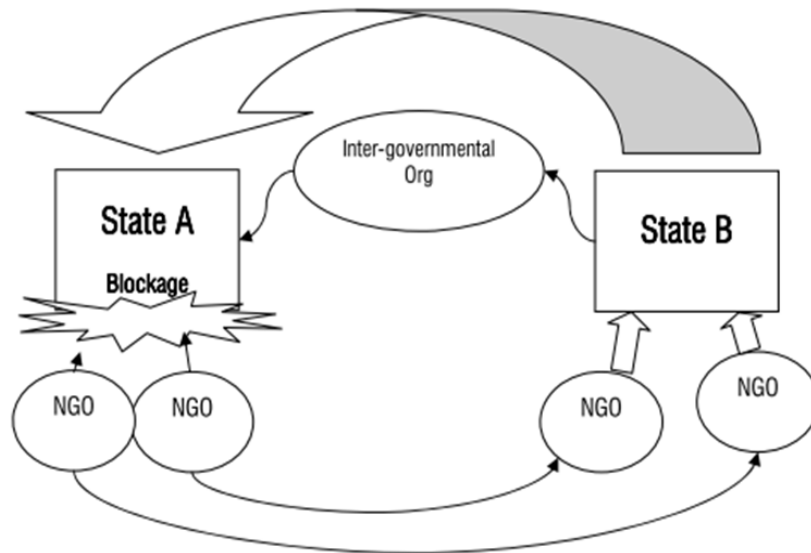 Inter-governmental
Org
State A
State B
Blockage
NGO
NGO
NGO
NGO